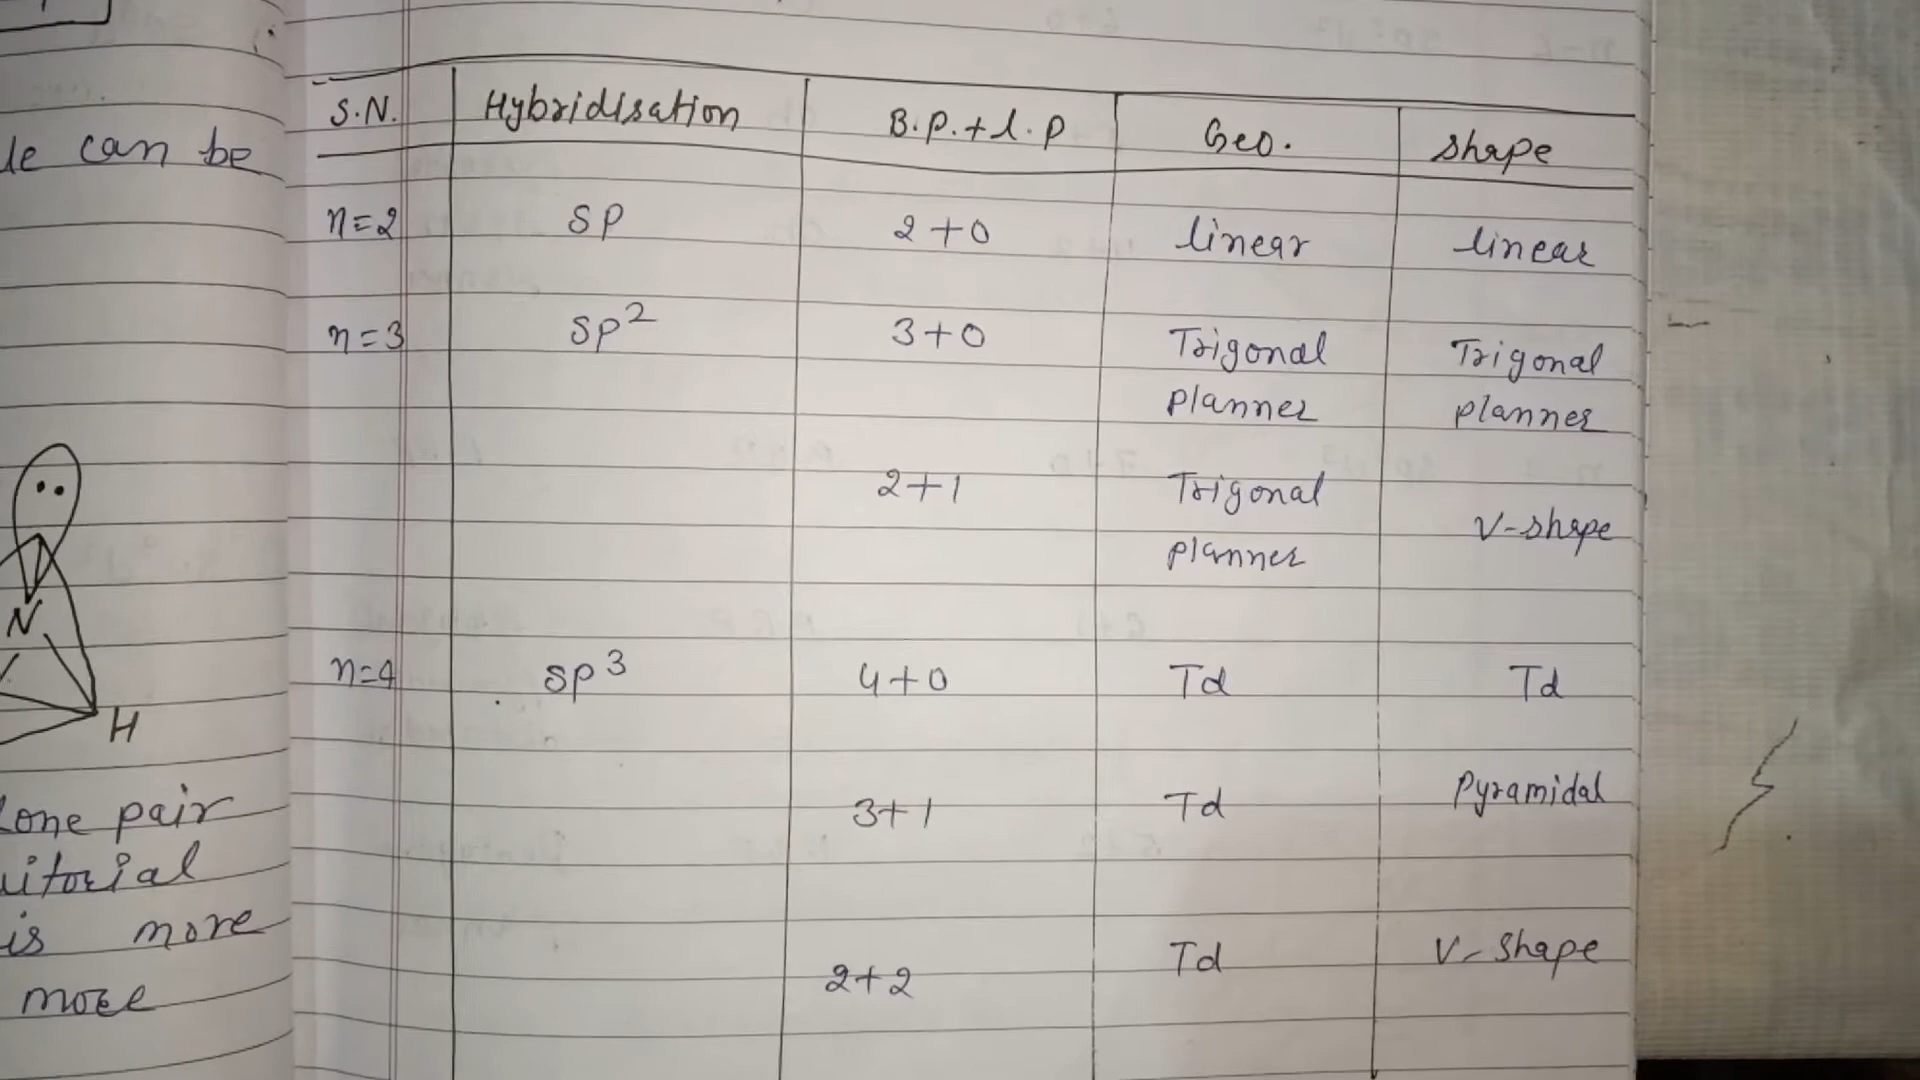 le can be
N
H
Lone pair
uitorial
is more
more
S.N. Hybridisation B.P.+l.p Geo. shape
n=2 sp 2+0 linear linear
n=3 sp² 3+0 Trigonal Trigonal
planner planner
2+1 Trigonal
V-shape
planner
n=4 sp³ 4+0 Td Td
3+1 Td Pyramidal
2+2 Td V-Shape